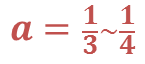 a = 1/3~1/4